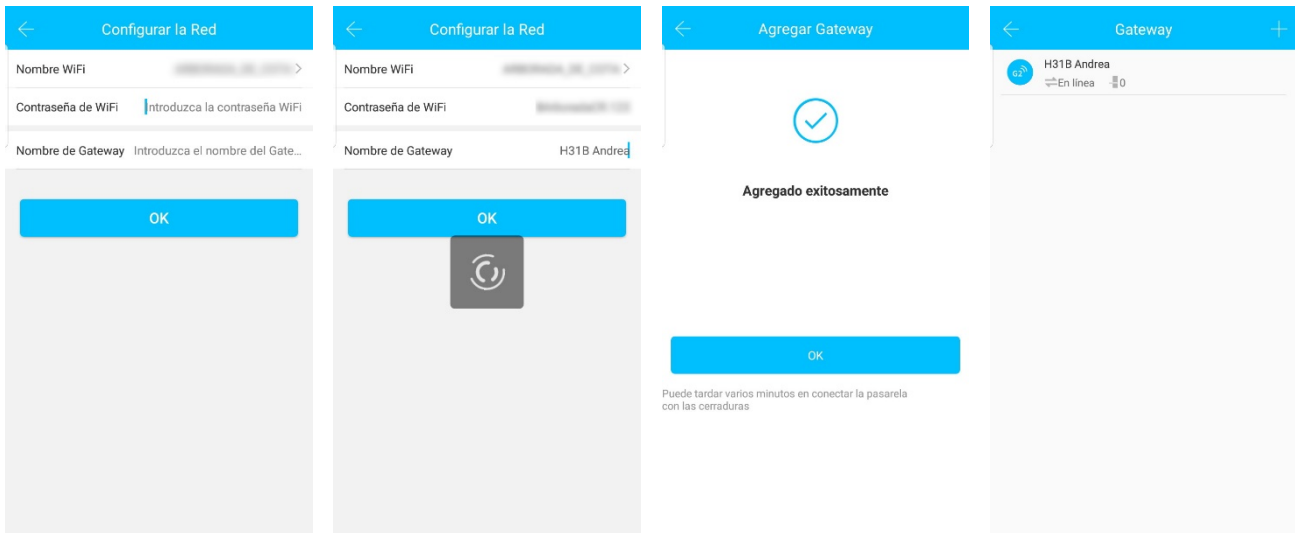 Configurar la Red
Nombre WiFi
Contraseña de WiFi Introduzca la contraseña WiFi
Nombre de Gateway Introduzca el nombre del Gate...
OK
Configurar la Red
Nombre WiFi
Contraseña de WiFi
Nombre de Gateway H31B Andrea
OK
Agregar Gateway
Agregado exitosamente
OK
Puede tardar varios minutos en conectar la pasarela
con las cerraduras
Gateway
G2
H31B Andrea
En línea 0